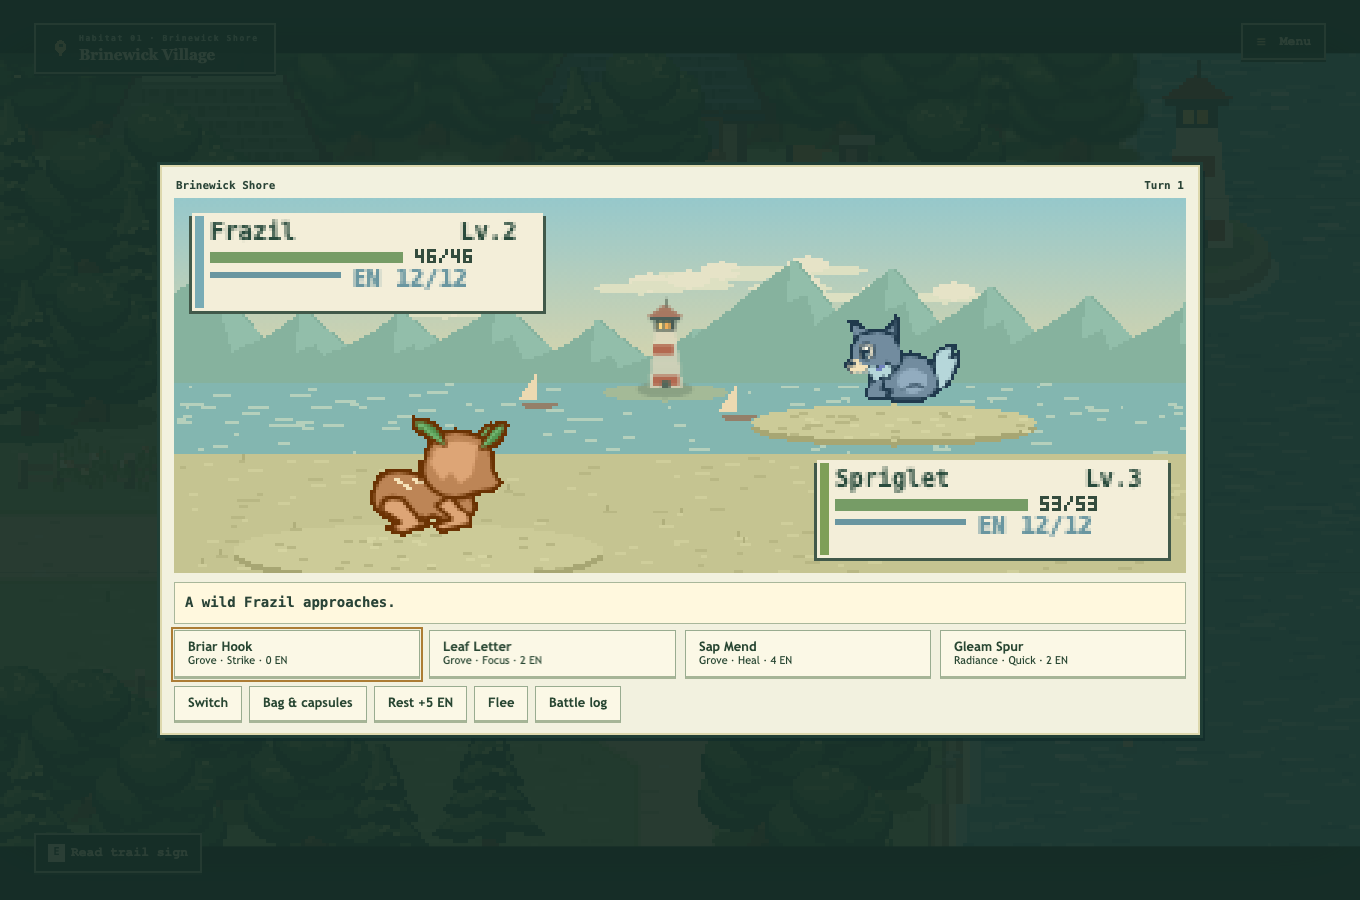 Habitat 01 · Brinewick Shore
Brinewick Village
≡ Menu
Brinewick Shore
Turn 1
Frazil Lv.2
46/46
EN 12/12
Spriglet Lv.3
53/53
EN 12/12
A wild Frazil approaches.
Briar Hook
Grove · Strike · 0 EN
Leaf Letter
Grove · Focus · 2 EN
Sap Mend
Grove · Heal · 4 EN
Gleam Spur
Radiance · Quick · 2 EN
Switch
Bag & capsules
Rest +5 EN
Flee
Battle log
E Read trail sign